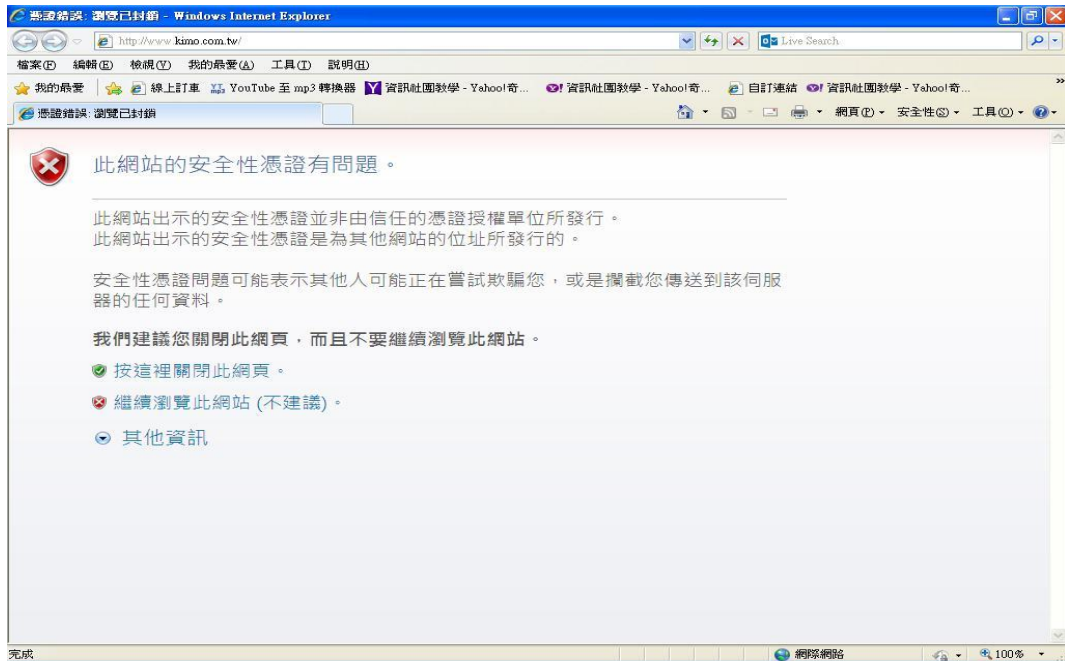 憑證錯誤: 瀏覽已封鎖 - Windows Internet Explorer
http://www.kimo.com.tw/
Live Search
檔案(F) 編輯(E) 檢視(V) 我的最愛(A) 工具(T) 說明(H)
我的最愛 線上訂車 YouTube 至 mp3 轉換器 資訊社團教學 - Yahoo!奇... 資訊社團教學 - Yahoo!奇... 自訂連結 資訊社團教學 - Yahoo!奇... »
憑證錯誤: 瀏覽已封鎖 網頁(P) 安全性(S) 工具(O)
此網站的安全性憑證有問題。
此網站出示的安全性憑證並非由信任的憑證授權單位所發行。
此網站出示的安全性憑證是為其他網站的位址所發行的。
安全性憑證問題可能表示其他人可能正在嘗試欺騙您,或是攔截您傳送到該伺服
器的任何資料。
我們建議您關閉此網頁,而且不要繼續瀏覽此網站。
按這裡關閉此網頁。
繼續瀏覽此網站 (不建議)。
其他資訊
完成 網際網路 100%